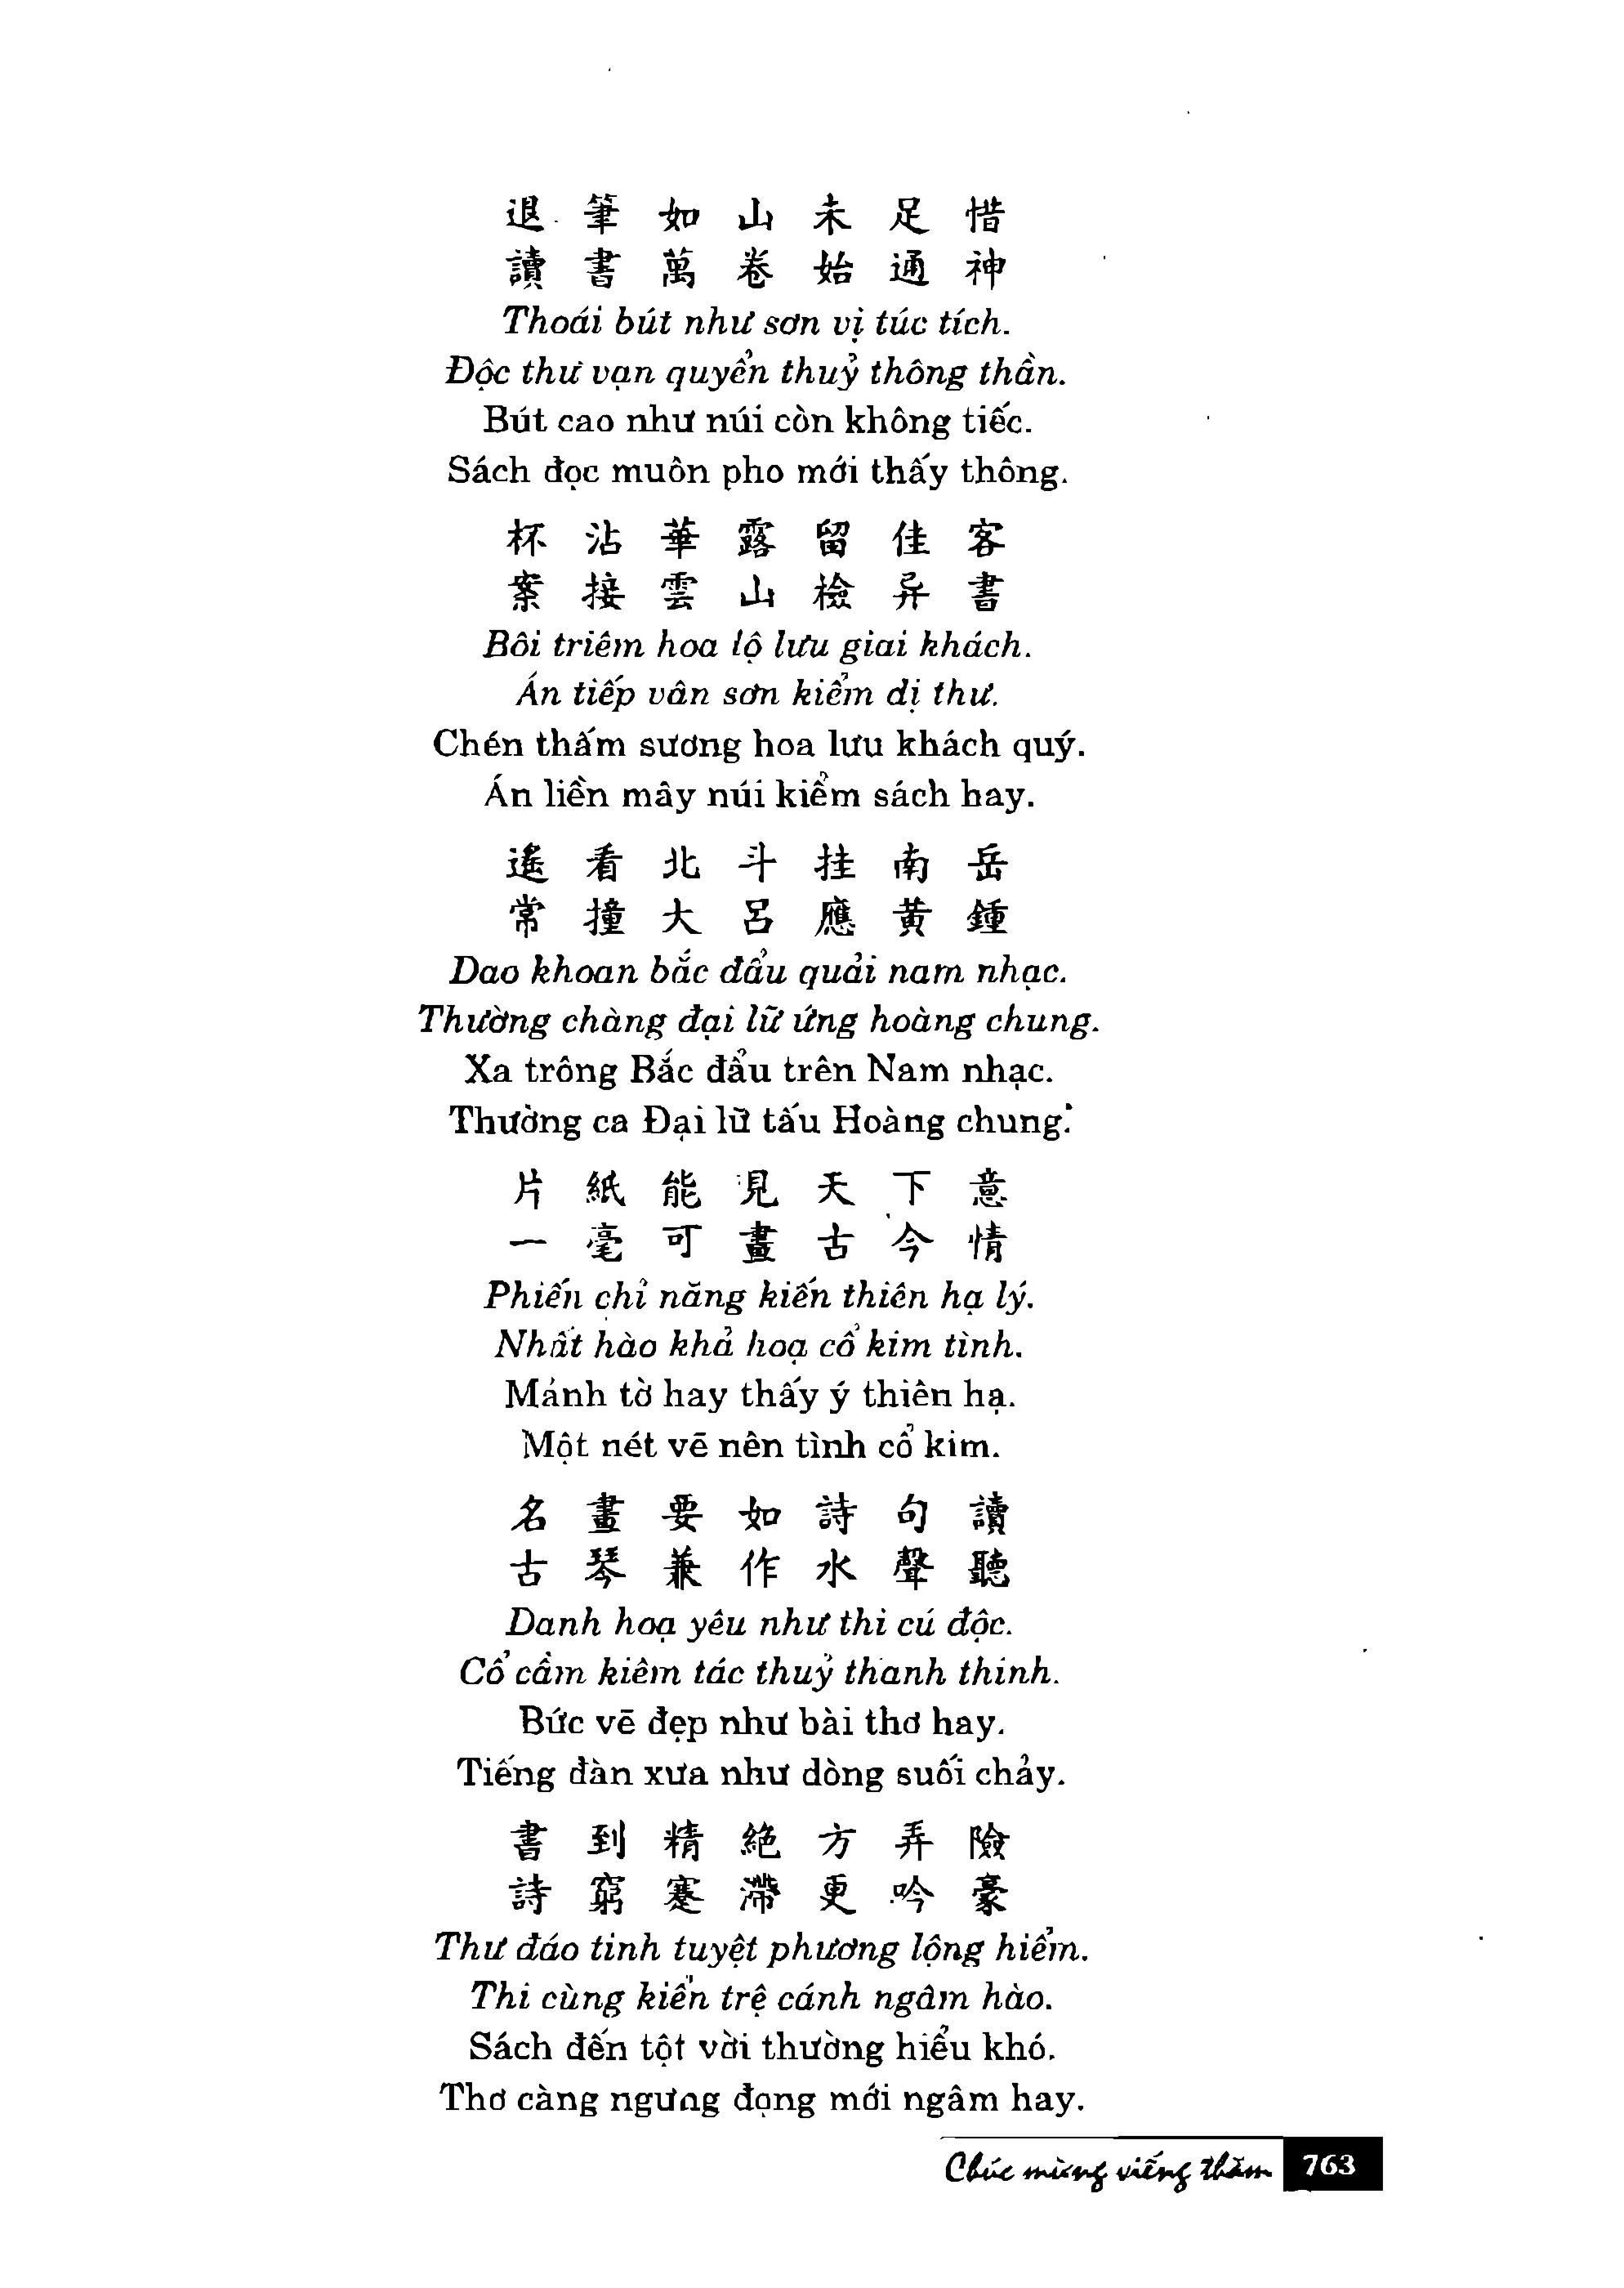 退 筆 如 山 未 足 惜
讀 書 萬 卷 始 通 神
Thoái bút như sơn vị túc tích.
Độc thư vạn quyển thuỷ thông thần.
Bút cao như núi còn không tiếc.
Sách đọc muôn pho mới thấy thông.
杯 沾 華 露 留 佳 客
案 接 雲 山 檢 异 書
Bôi triêm hoa lộ lưu giai khách.
Án tiếp vân sơn kiểm dị thư.
Chén thấm sương hoa lưu khách quý.
Án liền mây núi kiểm sách hay.
遙 看 北 斗 挂 南 岳
常 撞 大 呂 應 黃 鍾
Dao khoan bắc đẩu quải nam nhạc.
Thường chàng đại lữ ứng hoàng chung.
Xa trông Bắc đẩu trên Nam nhạc.
Thường ca Đại lữ tấu Hoàng chung.
片 紙 能 見 天 下 意
一 毫 可 畫 古 今 情
Phiến chỉ năng kiến thiên hạ lý.
Nhất hào khả hoạ cổ kim tình.
Mảnh tờ hay thấy ý thiên hạ.
Một nét vẽ nên tình cổ kim.
名 畫 要 如 詩 句 讀
古 琴 兼 作 水 聲 聽
Danh hoạ yêu như thi cú độc.
Cổ cầm kiêm tác thuỷ thanh thinh.
Bức vẽ đẹp như bài thơ hay.
Tiếng đàn xưa như dòng suối chảy.
書 到 精 絕 方 弄 險
詩 窮 蹇 滯 更 吟 豪
Thư đáo tinh tuyệt phương lộng hiểm.
Thi cùng kiển trệ cánh ngâm hào.
Sách đến tột vời thường hiểu khó.
Thơ càng ngưng đọng mới ngâm hay.
Chúc mừng viếng thăm 763